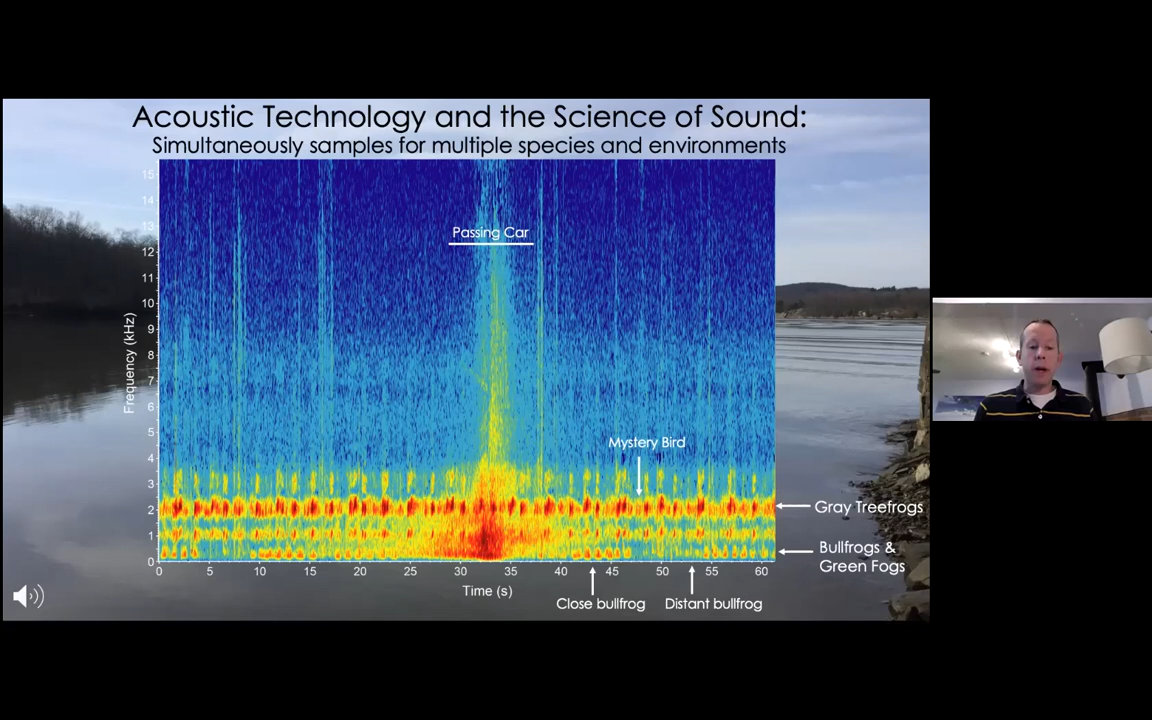 Acoustic Technology and the Science of Sound:
Simultaneously samples for multiple species and environments
15
14
13
12
11
10
9
8
7
6
5
4
3
2
1
0
Frequency (kHz)
Passing Car
Mystery Bird
Gray Treefrogs
Bullfrogs &
Green Fogs
0 5 10 15 20 25 30 35 40 45 50 55 60
Time (s)
Close bullfrog
Distant bullfrog